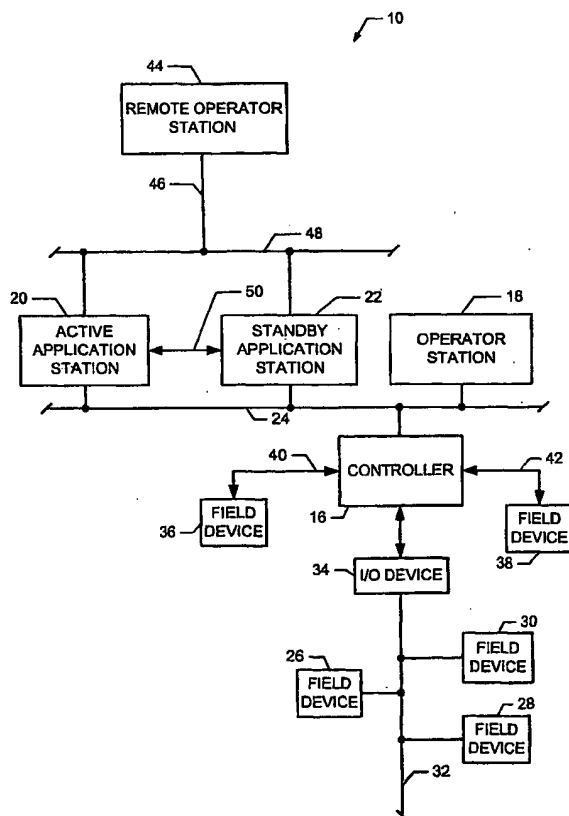 10
44
REMOTE OPERATOR
STATION
46
48
20
50
22
18
ACTIVE
APPLICATION
STATION
STANDBY
APPLICATION
STATION
OPERATOR
STATION
24
40
CONTROLLER
42
FIELD
DEVICE
36
16
FIELD
DEVICE
38
34
I/O DEVICE
30
FIELD
DEVICE
26
FIELD
DEVICE
28
FIELD
DEVICE
32